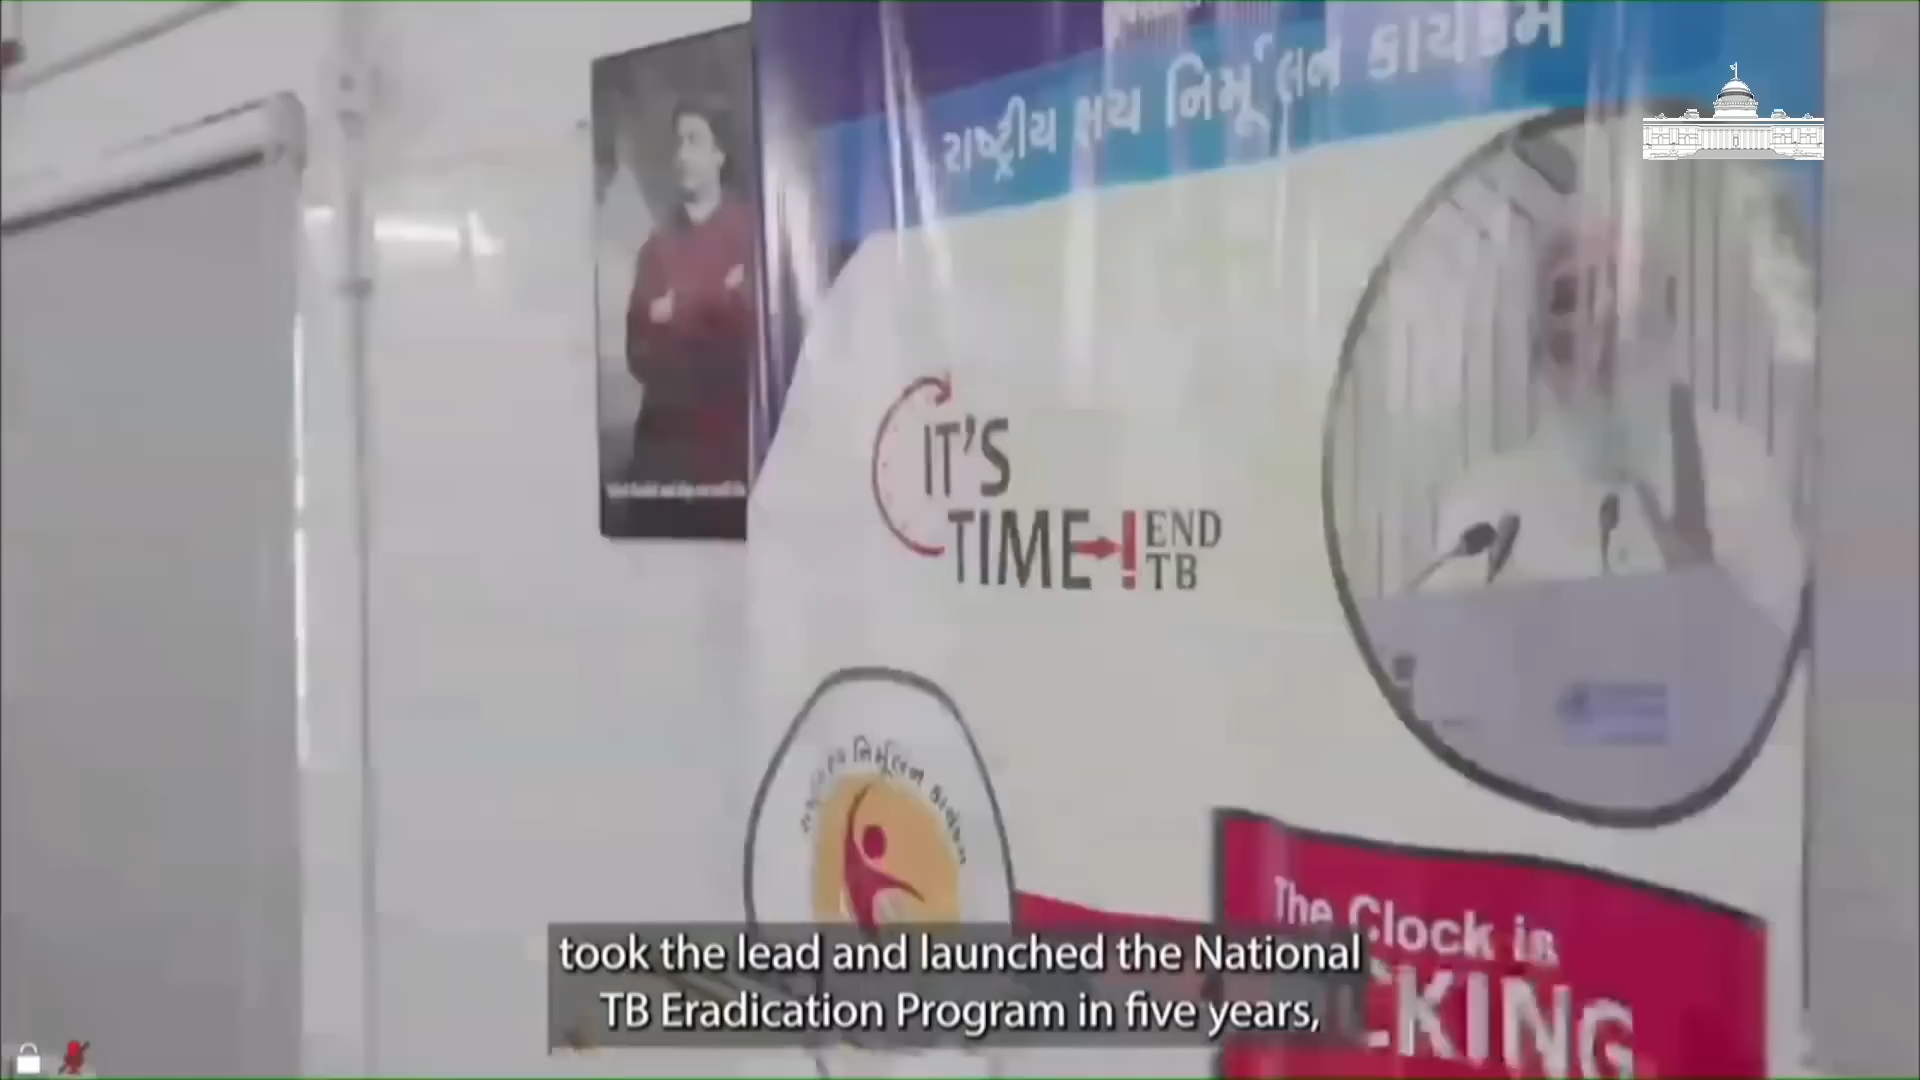 રાષ્ટ્રીય ક્ષય નિર્મૂલન કાર્યક્રમ
IT'S
TIME
END
TB
નિર્મૂલન
The Clock is
took the lead and launched the National
TB Eradication Program in five years,